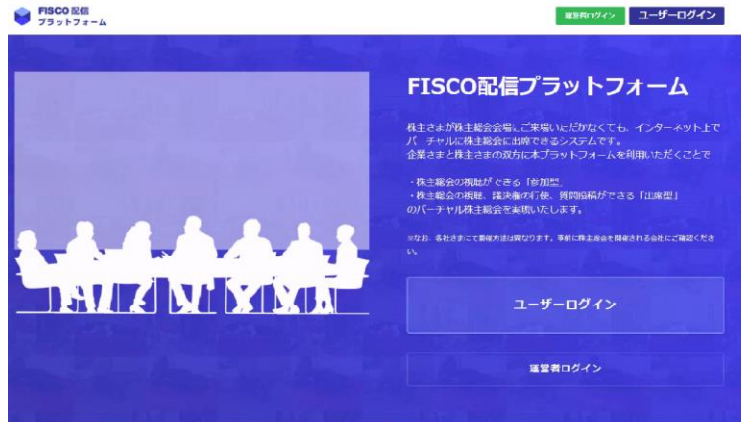 FISCO 配信
プラットフォーム
運営者ログイン
ユーザーログイン
FISCO配信プラットフォーム
株主さまが株主総会会場にご来場いただかなくても、インターネット上で
バーチャルに株主総会に出席できるシステムです。
企業さまと株主さまの双方に本プラットフォームを利用いただくことで
・株主総会の視聴ができる「参加型」
・株主総会の視聴、議決権の行使、質問投稿ができる「出席型」
のバーチャル株主総会を実現いたします。
※なお、各社さまにて開催方法は異なります。事前に株主総会を開催される会社にご確認くださ
い。
ユーザーログイン
運営者ログイン